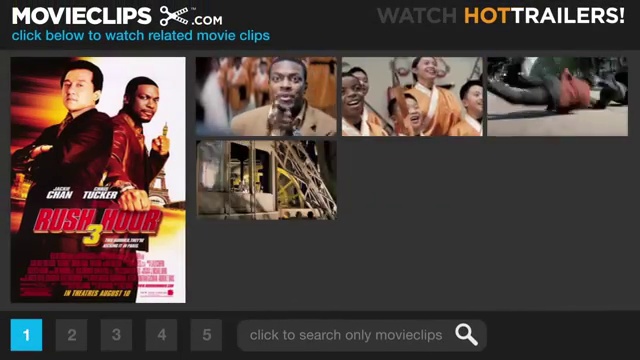 MOVIECLIPS .COM
WATCH HOTTRAILERS!
click below to watch related movie clips
JACKIE CHAN
CHRIS TUCKER
RUSH HOUR
3
IN THEATRES AUGUST 10
1 2 3 4 5
click to search only movieclips